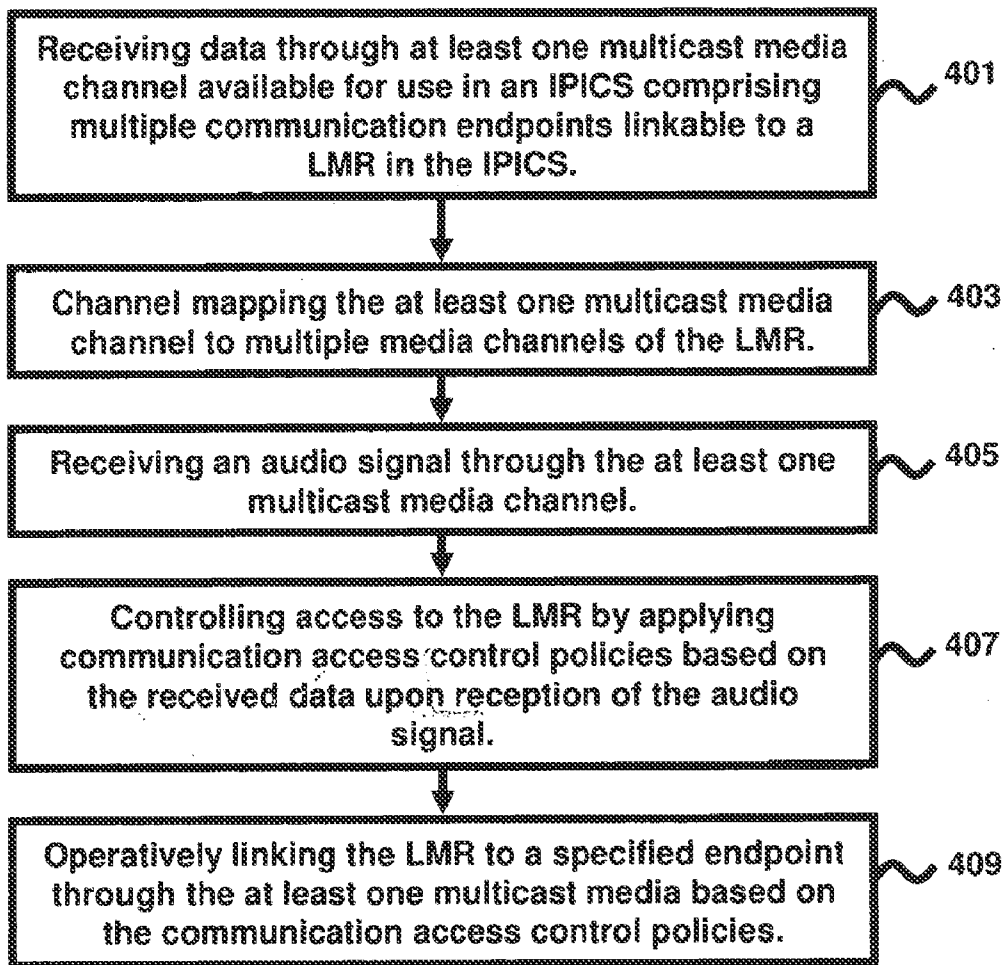 Receiving data through at least one multicast media
channel available for use in an IPICS comprising
multiple communication endpoints linkable to a
LMR in the IPICS.
401
Channel mapping the at least one multicast media
channel to multiple media channels of the LMR.
403
Receiving an audio signal through the at least one
multicast media channel.
405
Controlling access to the LMR by applying
communication access control policies based on
the received data upon reception of the audio
signal.
407
Operatively linking the LMR to a specified endpoint
through the at least one multicast media based on
the communication access control policies.
409